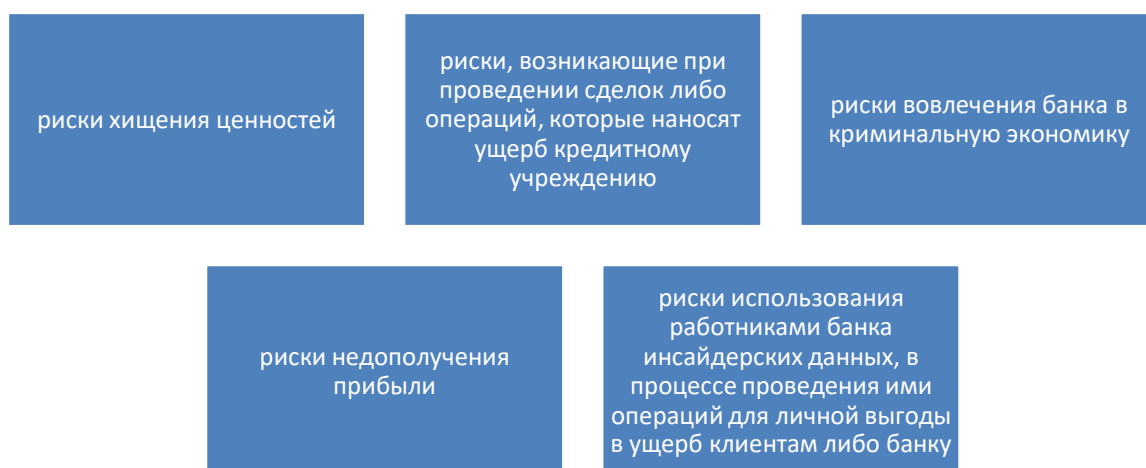 риски хищения ценностей
риски, возникающие при
проведении сделок либо
операций, которые наносят
ущерб кредитному
учреждению
риски вовлечения банка в
криминальную экономику
риски недополучения
прибыли
риски использования
работниками банка
инсайдерских данных, в
процессе проведения ими
операций для личной выгоды
в ущерб клиентам либо банку